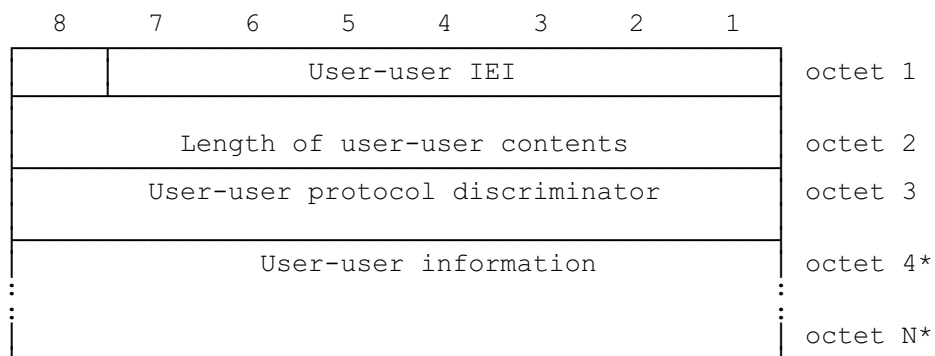 8 7 6 5 4 3 2 1
User-user IEI octet 1
Length of user-user contents octet 2
User-user protocol discriminator octet 3
User-user information octet 4*
octet N*